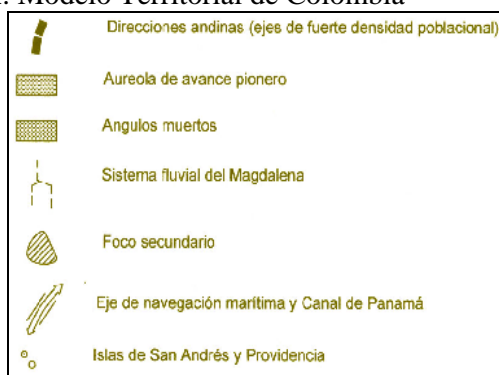 . Modelo Territorial de Colombia
Direcciones andinas (ejes de fuerte densidad poblacional)
Aureola de avance pionero
Angulos muertos
Sistema fluvial del Magdalena
Foco secundario
Eje de navegación marítima y Canal de Panamá
Islas de San Andrés y Providencia